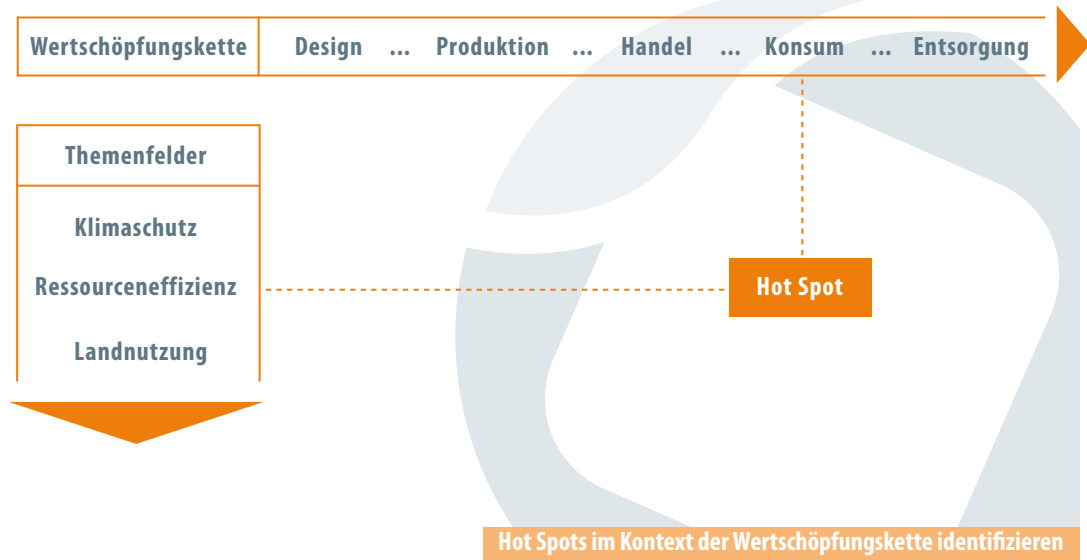 Wertschöpfungskette Design ... Produktion ... Handel ... Konsum ... Entsorgung
Themenfelder
Klimaschutz
Ressourceneffizienz
Hot Spot
Landnutzung
Hot Spots im Kontext der Wertschöpfungskette identifizieren